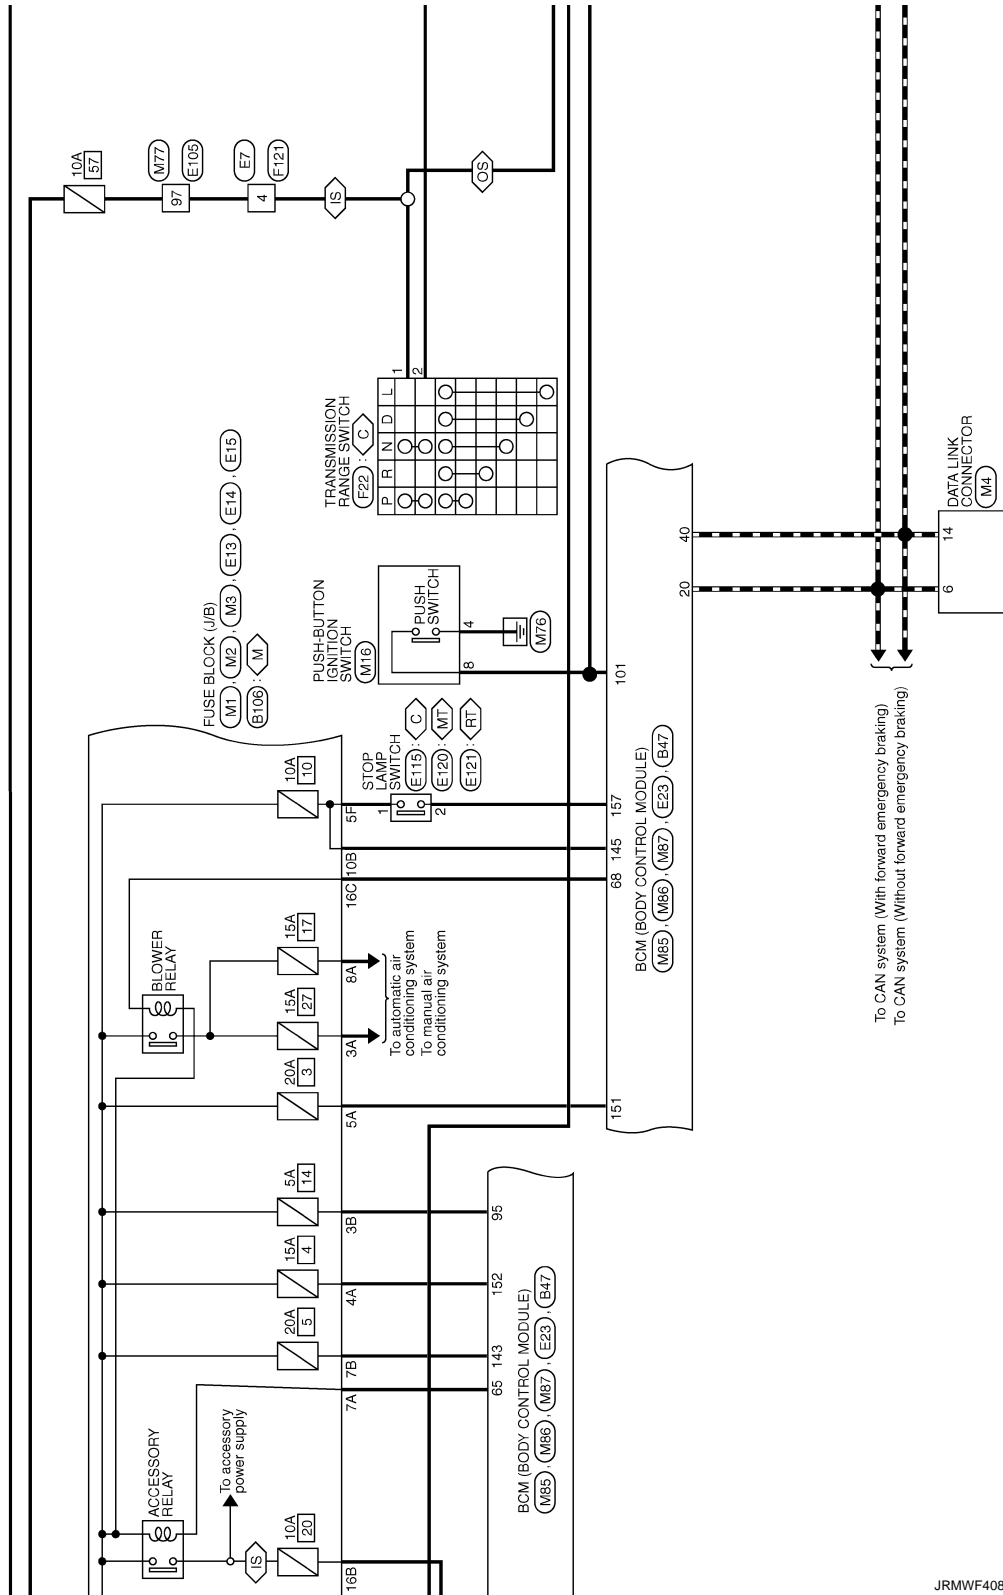 10A
57
M77
E105
97
E7
F121
4
IS
OS
1
2
TRANSMISSION
RANGE SWITCH
F22 : C
P R N D L
FUSE BLOCK (J/B)
M1 , M2 , M3 , E13 , E14 , E15
B106 : M
PUSH-BUTTON
IGNITION
SWITCH
M16
PUSH
SWITCH
4
8
M76
10A
10
STOP
LAMP
SWITCH
E115 : C
E120 : MT
E121 : RT
5F
1
2
10B
16C
BLOWER
RELAY
15A
17
8A
15A
27
3A
To automatic air
conditioning system
To manual air
conditioning system
20A
3
5A
40
20
101
157
145
68
151
BCM (BODY CONTROL MODULE)
M85 , M86 , M87 , E23 , B47
DATA LINK
CONNECTOR
M4
14
6
To CAN system (With forward emergency braking)
To CAN system (Without forward emergency braking)
5A
14
3B
95
15A
4
4A
152
20A
5
7B
143
7A
65
BCM (BODY CONTROL MODULE)
M85 , M86 , M87 , E23 , B47
ACCESSORY
RELAY
To accessory
power supply
IS
10A
20
16B
JRMWF408